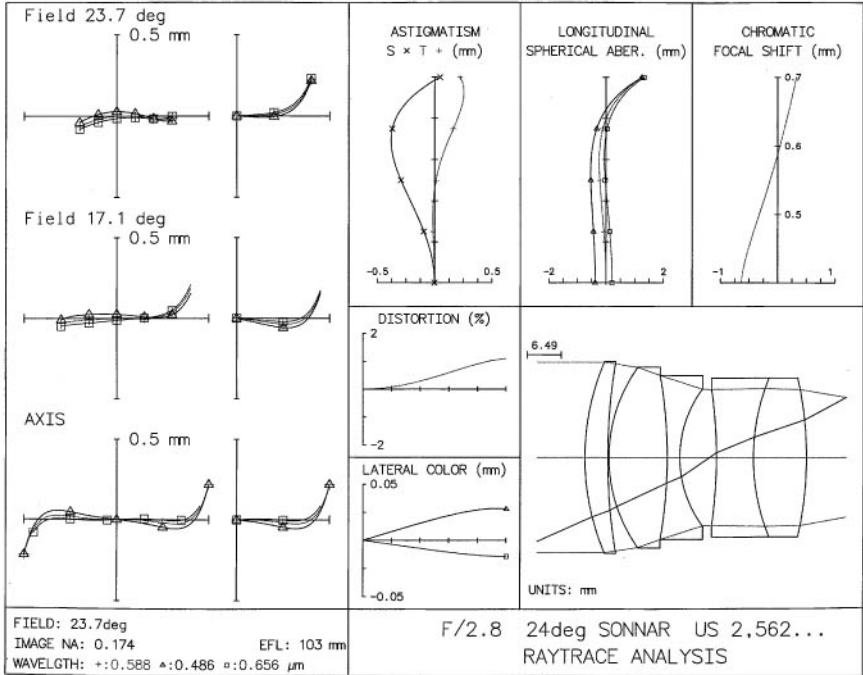 Field 23.7 deg
0.5 mm
Field 17.1 deg
0.5 mm
AXIS
0.5 mm
ASTIGMATISM
S × T + (mm)
-0.5 0 0.5
LONGITUDINAL
SPHERICAL ABER. (mm)
-2 0 2
CHROMATIC
FOCAL SHIFT (mm)
0.7
0.6
0.5
-1 0 1
DISTORTION (%)
2
-2
LATERAL COLOR (mm)
0.05
-0.05
6.49
UNITS: mm
FIELD: 23.7deg
IMAGE NA: 0.174 EFL: 103 mm
WAVELGTH: +:0.588 ▵:0.486 ▫:0.656 µm
F/2.8 24deg SONNAR US 2,562...
RAYTRACE ANALYSIS